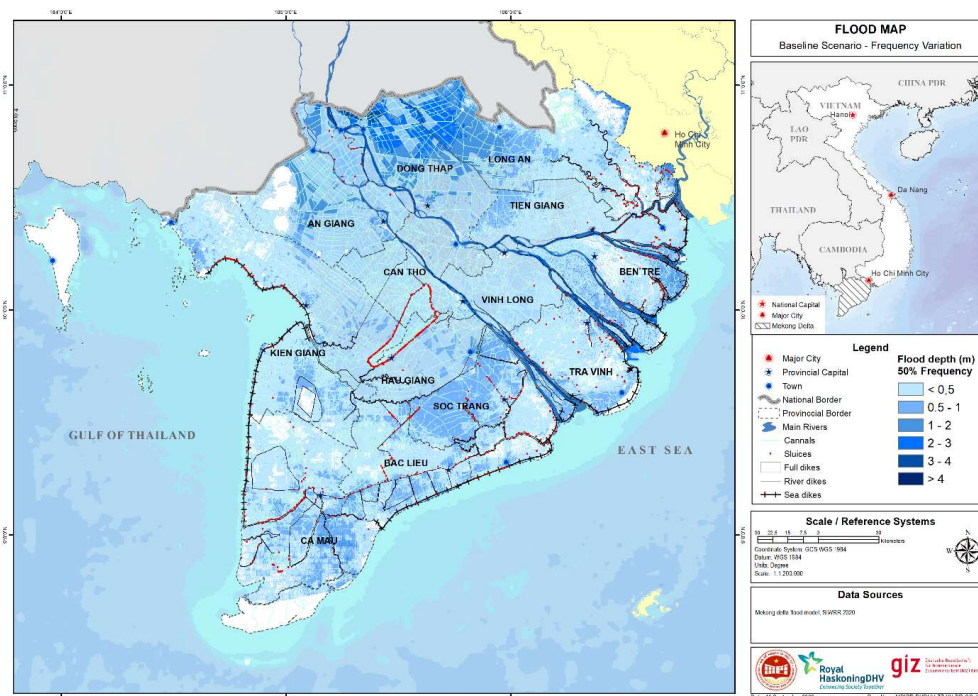 FLOOD MAP
Baseline Scenario - Frequency Variation
CHINA PDR
VIETNAM
Hanoi
LAO
PDR
THAILAND
Da Nang
CAMBODIA
Ho Chi Minh City
National Capital
Major City
Mekong Delta
Ho Chi
Minh City
LONG AN
DONG THAP
TIEN GIANG
AN GIANG
CAN THO
BEN TRE
VINH LONG
KIEN GIANG
TRA VINH
HAU GIANG
SOC TRANG
GULF OF THAILAND
EAST SEA
BAC LIEU
CA MAU
Legend
Major City
Provincial Capital
Town
National Border
Provincial Border
Main Rivers
Cannals
Sluices
Full dikes
River dikes
Sea dikes
Flood depth (m)
50% Frequency
< 0,5
0.5 - 1
1 - 2
2 - 3
3 - 4
> 4
Scale / Reference Systems
Kilometers
Coordinate System: GCS WGS 1984
Datum: WGS 1984
Units: Degree
Scale: 1:1.200.000
N
W
S
Data Sources
Mekong delta flood model, SIWRR 2020
Royal
HaskoningDHV
Enhancing Society Together
giz